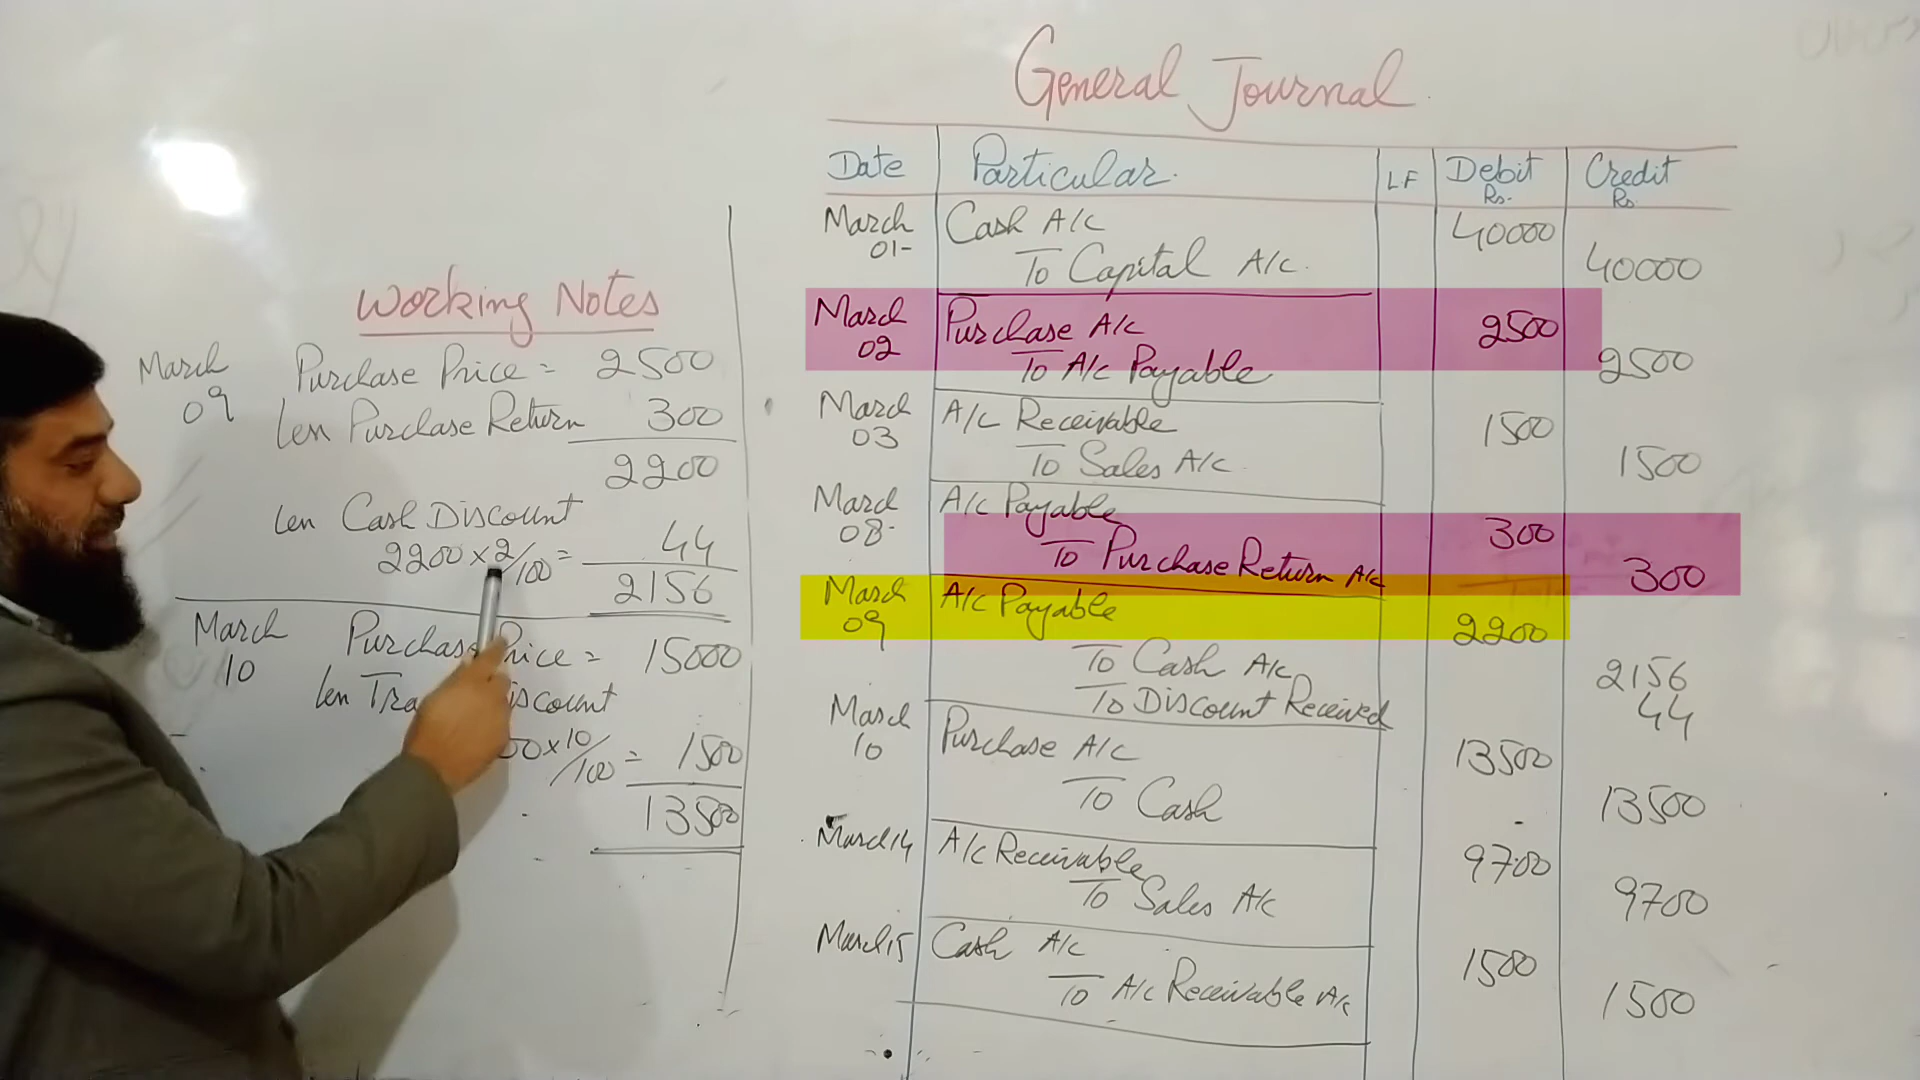 General Journal
Date Particular. LF Debit Rs. Credit Rs
March 01- Cash A/c 40000
To Capital A/c. 40000
March 02 Purchase A/c 2500
To A/c Payable 2500
March 03 A/c Receivable 1500
To Sales A/c. 1500
March 08- A/c Payable 300
To Purchase Return A/c 300
March 09 A/c Payable 2200
To Cash A/c 2156
To Discount Received 44
March 10 Purchase A/c 13500
To Cash 13500
March 14 A/c Receivable 9700
To Sales A/c 9700
March 15 Cash A/c 1500
To A/c Receivable A/c 1500
Working Notes
March 09 Purchase Price = 2500
Less Purchase Return 300
2200
Less Cash Discount
2200 x 2/100 = 44
2156
March 10 Purchase Price = 15000
Less Discount
x 10/100 = 1500
13500